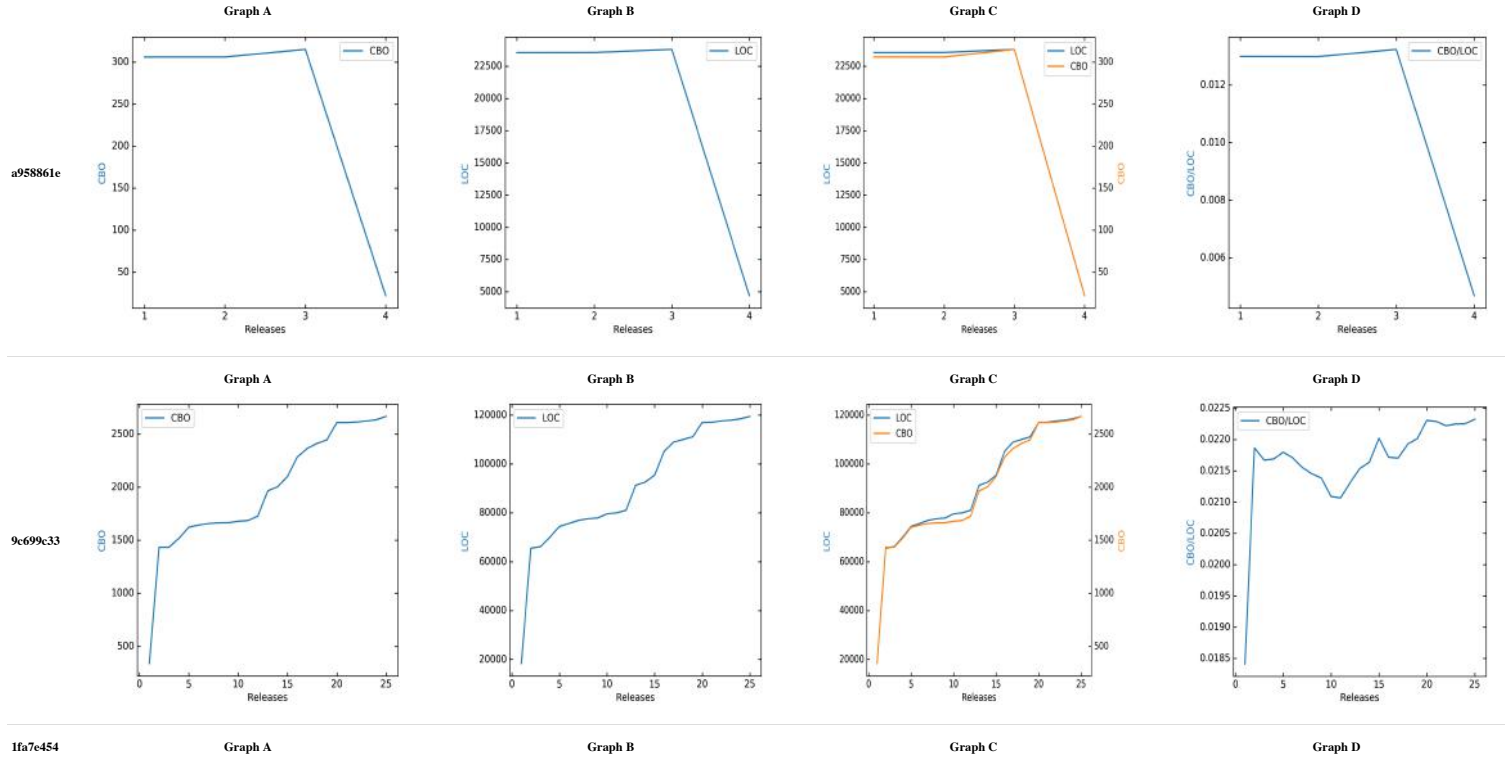 Graph A Graph B Graph C Graph D
a958861e
CBO
300
250
200
150
100
50
CBO
1 2 3 4
Releases
LOC
22500
20000
17500
15000
12500
10000
7500
5000
LOC
1 2 3 4
Releases
LOC
CBO
22500
20000
17500
15000
12500
10000
7500
5000
LOC
300
250
200
150
100
50
CBO
1 2 3 4
Releases
CBO/LOC
0.012
0.010
0.008
0.006
CBO/LOC
1 2 3 4
Releases
Graph A Graph B Graph C Graph D
9c699c33
CBO
2500
2000
1500
1000
500
CBO
0 5 10 15 20 25
Releases
LOC
120000
100000
80000
60000
40000
20000
LOC
0 5 10 15 20 25
Releases
LOC
CBO
120000
100000
80000
60000
40000
20000
LOC
2500
2000
1500
1000
500
CBO
0 5 10 15 20 25
Releases
CBO/LOC
0.0225
0.0220
0.0215
0.0210
0.0205
0.0200
0.0195
0.0190
0.0185
CBO/LOC
0 5 10 15 20 25
Releases
1fa7e454 Graph A Graph B Graph C Graph D